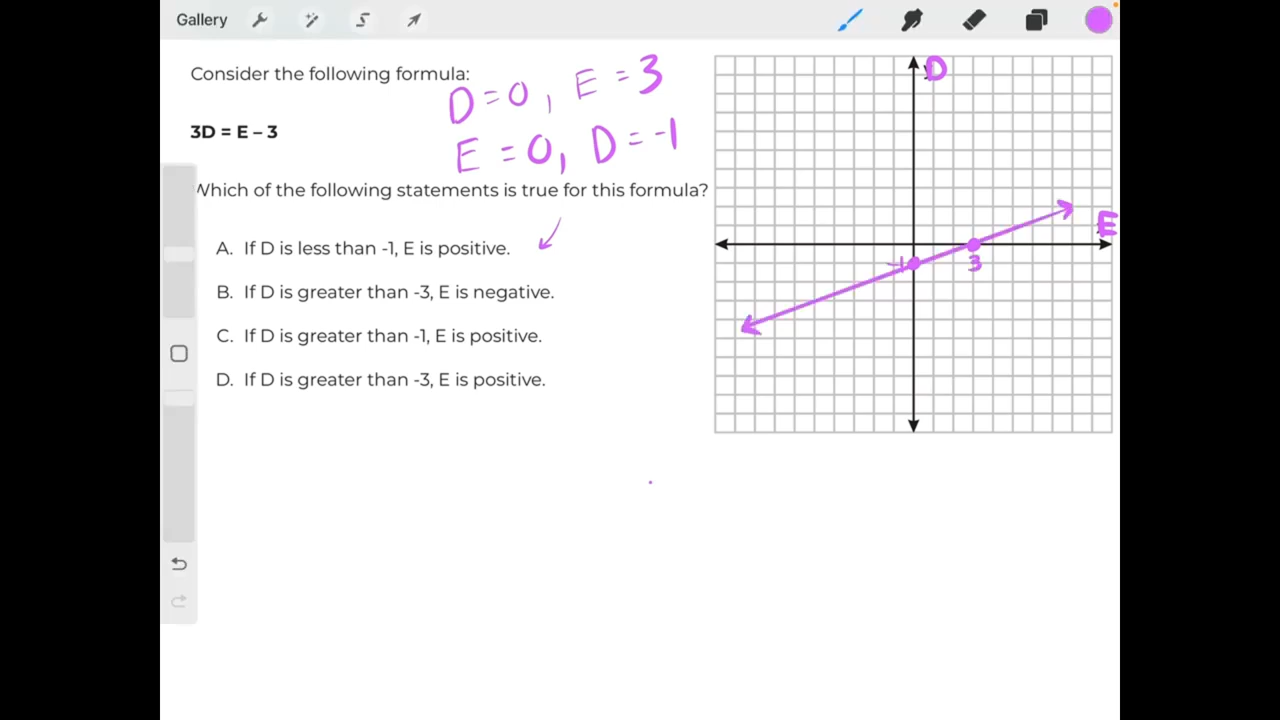 Gallery
Consider the following formula:
D = 0, E = 3
3D = E – 3
E = 0, D = -1
Which of the following statements is true for this formula?
A. If D is less than -1, E is positive.
B. If D is greater than -3, E is negative.
C. If D is greater than -1, E is positive.
D. If D is greater than -3, E is positive.
D
E
-1
3